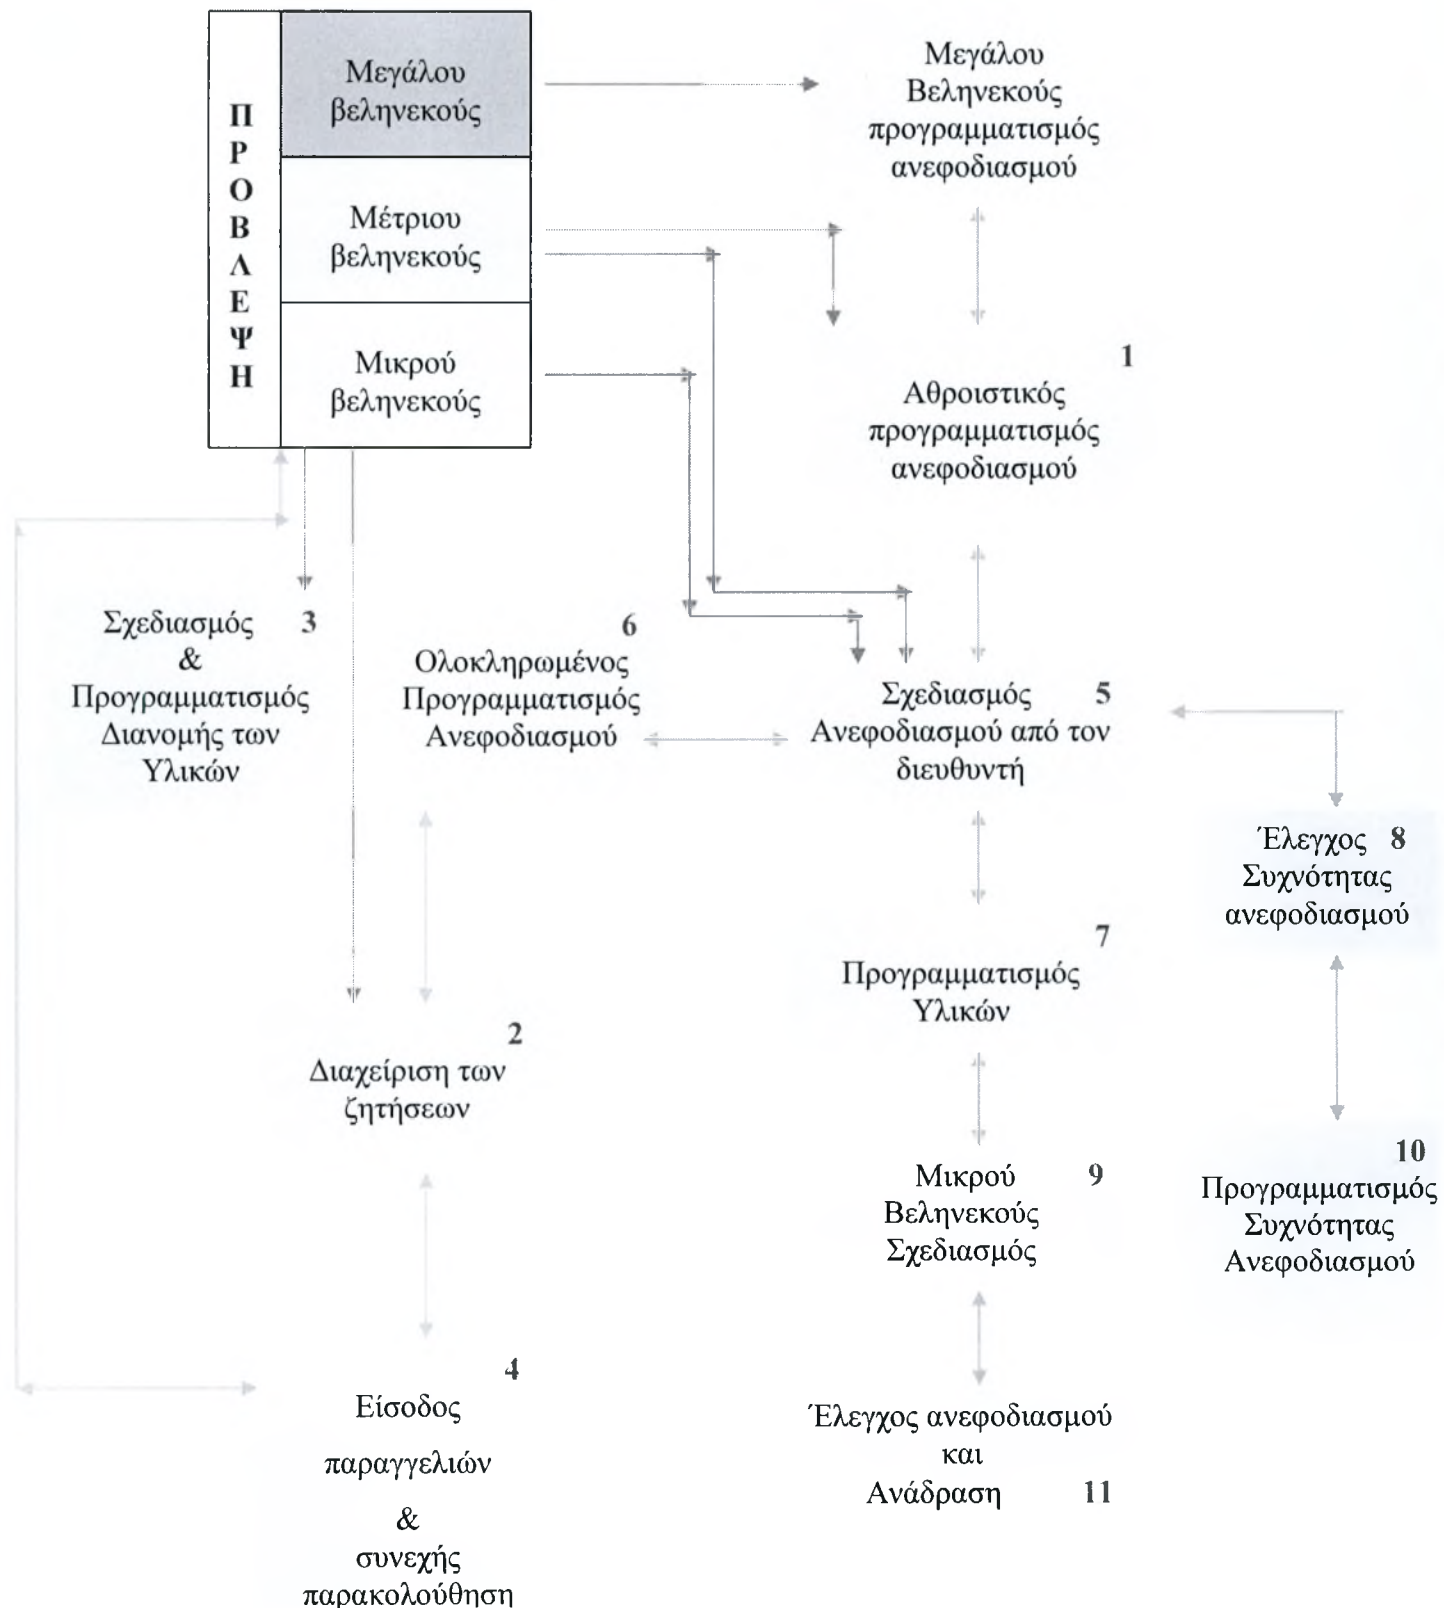 ΠΡΟΒΛΕΨΗ
Μεγάλου
βεληνεκούς
Μέτριου
βεληνεκούς
Μικρού
βεληνεκούς
Μεγάλου
Βεληνεκούς
προγραμματισμός
ανεφοδιασμού
1
Αθροιστικός
προγραμματισμός
ανεφοδιασμού
Σχεδιασμός 3
&
Προγραμματισμός
Διανομής των
Υλικών
6
Ολοκληρωμένος
Προγραμματισμός
Ανεφοδιασμού
Σχεδιασμός 5
Ανεφοδιασμού από τον
διευθυντή
Έλεγχος 8
Συχνότητας
ανεφοδιασμού
7
Προγραμματισμός
Υλικών
2
Διαχείριση των
ζητήσεων
Μικρού 9
Βεληνεκούς
Σχεδιασμός
10
Προγραμματισμός
Συχνότητας
Ανεφοδιασμού
4
Είσοδος
παραγγελιών
&
συνεχής
παρακολούθηση
Έλεγχος ανεφοδιασμού
και
Ανάδραση 11